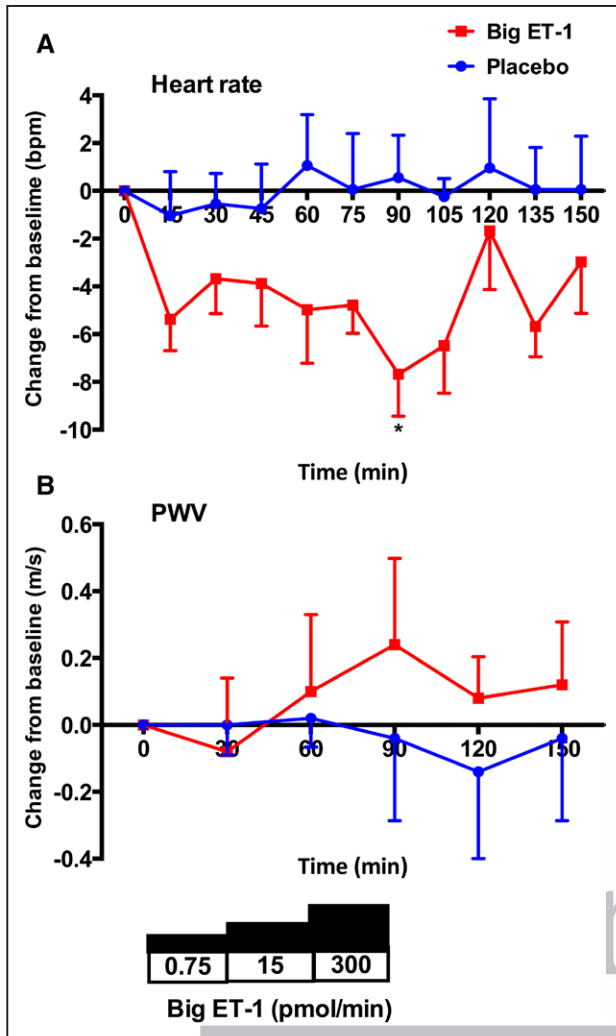 A
Big ET-1
Placebo
Heart rate
Change from baseline (bpm)
4
2
0
-2
-4
-6
-8
-10
0 15 30 45 60 75 90 105 120 135 150
*
Time (min)
B
PWV
Change from baseline (m/s)
0.6
0.4
0.2
0.0
-0.2
-0.4
0 30 60 90 120 150
Time (min)
0.75 15 300
Big ET-1 (pmol/min)